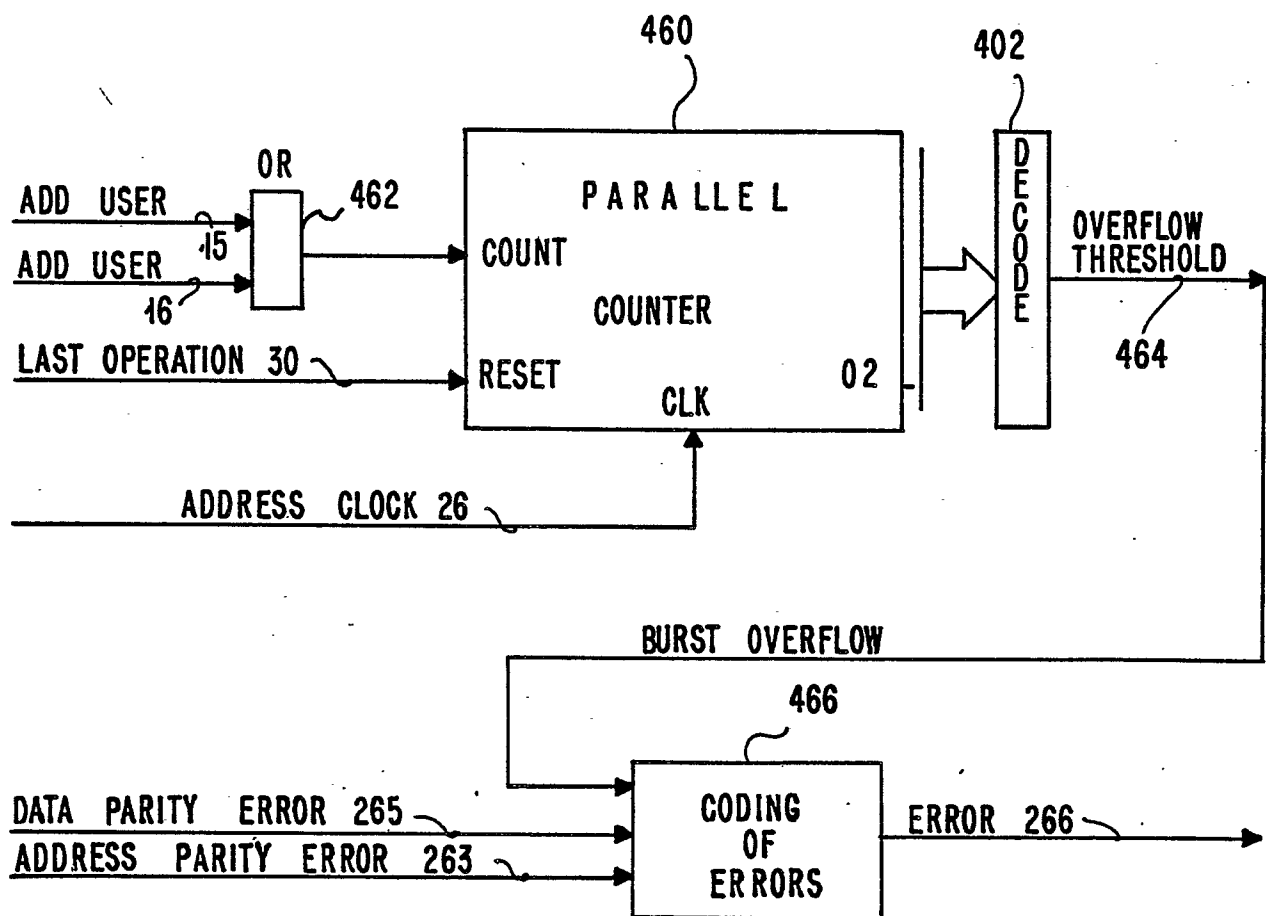 460
402
OR
ADD USER
15
462
ADD USER
16
PARALLEL
COUNT
COUNTER
LAST OPERATION 30
RESET
02
CLK
DECODE
OVERFLOW
THRESHOLD
464
ADDRESS CLOCK 26
BURST OVERFLOW
466
DATA PARITY ERROR 265
ADDRESS PARITY ERROR 263
CODING
OF
ERRORS
ERROR 266